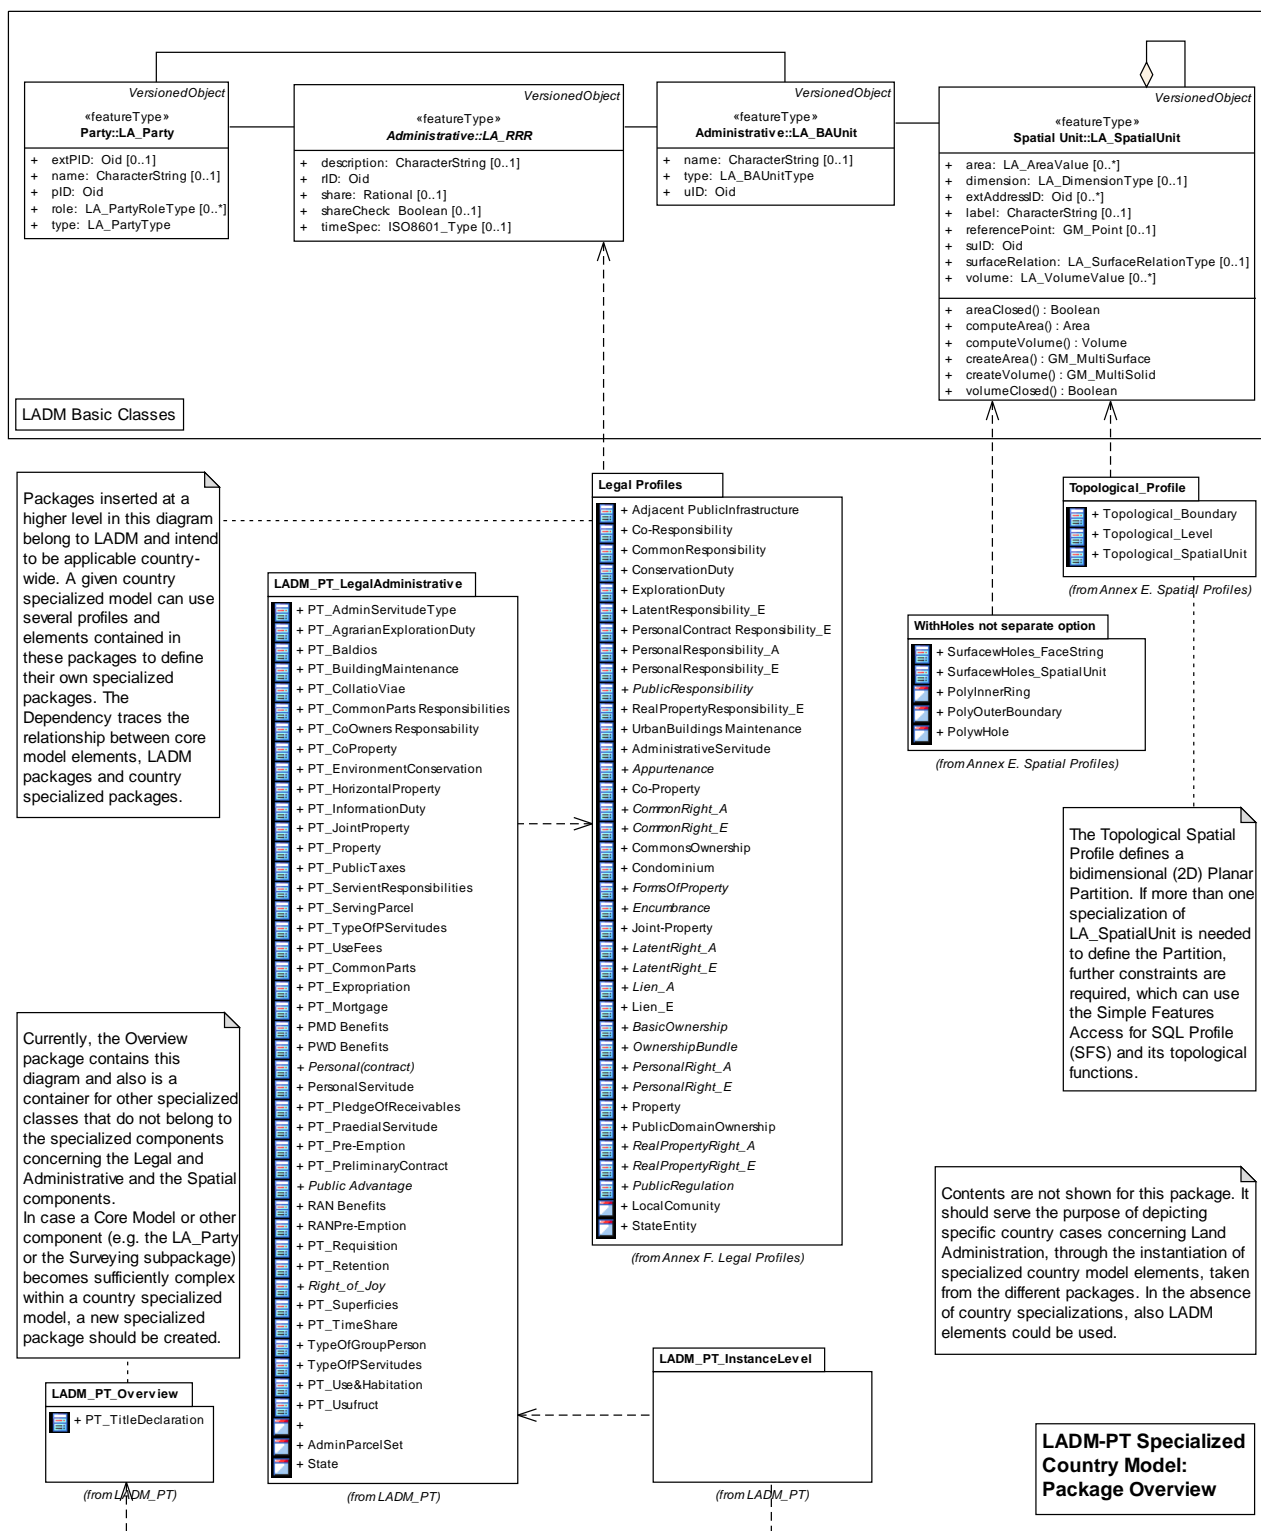 VersionedObject
«featureType»
Party::LA_Party
+ extPID: Oid [0..1]
+ name: CharacterString [0..1]
+ pID: Oid
+ role: LA_PartyRoleType [0..*]
+ type: LA_PartyType
VersionedObject
«featureType»
Administrative::LA_RRR
+ description: CharacterString [0..1]
+ rID: Oid
+ share: Rational [0..1]
+ shareCheck: Boolean [0..1]
+ timeSpec: ISO8601_Type [0..1]
VersionedObject
«featureType»
Administrative::LA_BAUnit
+ name: CharacterString [0..1]
+ type: LA_BAUnitType
+ uID: Oid
VersionedObject
«featureType»
Spatial Unit::LA_SpatialUnit
+ area: LA_AreaValue [0..*]
+ dimension: LA_DimensionType [0..1]
+ extAddressID: Oid [0..*]
+ label: CharacterString [0..1]
+ referencePoint: GM_Point [0..1]
+ suID: Oid
+ surfaceRelation: LA_SurfaceRelationType [0..1]
+ volume: LA_VolumeValue [0..*]
+ areaClosed() : Boolean
+ computeArea() : Area
+ computeVolume() : Volume
+ createArea() : GM_MultiSurface
+ createVolume() : GM_MultiSolid
+ volumeClosed() : Boolean
LADM Basic Classes
Packages inserted at a
higher level in this diagram
belong to LADM and intend
to be applicable country-
wide. A given country
specialized model can use
several profiles and
elements contained in
these packages to define
their own specialized
packages. The
Dependency traces the
relationship between core
model elements, LADM
packages and country
specialized packages.
LADM_PT_LegalAdministrative
+ PT_AdminServitudeType
+ PT_AgrarianExplorationDuty
+ PT_Baldios
+ PT_BuildingMaintenance
+ PT_CollatioViae
+ PT_CommonParts Responsibilities
+ PT_CoOwners Responsability
+ PT_CoProperty
+ PT_EnvironmentConservation
+ PT_HorizontalProperty
+ PT_InformationDuty
+ PT_JointProperty
+ PT_Property
+ PT_PublicTaxes
+ PT_ServientResponsibilities
+ PT_ServingParcel
+ PT_TypeOfPServitudes
+ PT_UseFees
+ PT_CommonParts
+ PT_Expropriation
+ PT_Mortgage
+ PMD Benefits
+ PWD Benefits
+ Personal(contract)
+ PersonalServitude
+ PT_PledgeOfReceivables
+ PT_PraedialServitude
+ PT_Pre-Emption
+ PT_PreliminaryContract
+ Public Advantage
+ RAN Benefits
+ RANPre-Emption
+ PT_Requisition
+ PT_Retention
+ Right_of_Joy
+ PT_Superficies
+ PT_TimeShare
+ TypeOfGroupPerson
+ TypeOfPServitudes
+ PT_Use&Habitation
+ PT_Usufruct
+
+ AdminParcelSet
+ State
(from LADM_PT)
Legal Profiles
+ Adjacent PublicInfrastructure
+ Co-Responsibility
+ CommonResponsibility
+ ConservationDuty
+ ExplorationDuty
+ LatentResponsibility_E
+ PersonalContract Responsibility_E
+ PersonalResponsibility_A
+ PersonalResponsibility_E
+ PublicResponsibility
+ RealPropertyResponsibility_E
+ UrbanBuildings Maintenance
+ AdministrativeServitude
+ Appurtenance
+ Co-Property
+ CommonRight_A
+ CommonRight_E
+ CommonsOwnership
+ Condominium
+ FormsOfProperty
+ Encumbrance
+ Joint-Property
+ LatentRight_A
+ LatentRight_E
+ Lien_A
+ Lien_E
+ BasicOwnership
+ OwnershipBundle
+ PersonalRight_A
+ PersonalRight_E
+ Property
+ PublicDomainOwnership
+ RealPropertyRight_A
+ RealPropertyRight_E
+ PublicRegulation
+ LocalComunity
+ StateEntity
(from Annex F. Legal Profiles)
Topological_Profile
+ Topological_Boundary
+ Topological_Level
+ Topological_SpatialUnit
(from Annex E. Spatial Profiles)
WithHoles not separate option
+ SurfacewHoles_FaceString
+ SurfacewHoles_SpatialUnit
+ PolyInnerRing
+ PolyOuterBoundary
+ PolywHole
(from Annex E. Spatial Profiles)
The Topological Spatial
Profile defines a
bidimensional (2D) Planar
Partition. If more than one
specialization of
LA_SpatialUnit is needed
to define the Partition,
further constraints are
required, which can use
the Simple Features
Access for SQL Profile
(SFS) and its topological
functions.
Currently, the Overview
package contains this
diagram and also is a
container for other specialized
classes that do not belong to
the specialized components
concerning the Legal and
Administrative and the Spatial
components.
In case a Core Model or other
component (e.g. the LA_Party
or the Surveying subpackage)
becomes sufficiently complex
within a country specialized
model, a new specialized
package should be created.
Contents are not shown for this package. It
should serve the purpose of depicting
specific country cases concerning Land
Administration, through the instantiation of
specialized country model elements, taken
from the different packages. In the absence
of country specializations, also LADM
elements could be used.
LADM_PT_Overview
+ PT_TitleDeclaration
(from LADM_PT)
LADM_PT_InstanceLevel
(from LADM_PT)
LADM-PT Specialized
Country Model:
Package Overview